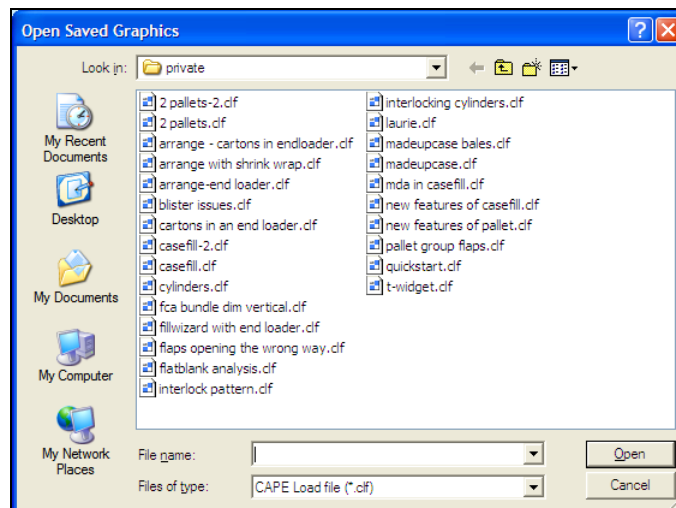 Open Saved Graphics
Look in:
private
My Recent
Documents
Desktop
My Documents
My Computer
My Network
Places
2 pallets-2.clf
2 pallets.clf
arrange - cartons in endloader.clf
arrange with shrink wrap.clf
arrange-end loader.clf
blister issues.clf
cartons in an end loader.clf
casefill-2.clf
casefill.clf
cylinders.clf
fca bundle dim vertical.clf
fillwizard with end loader.clf
flaps opening the wrong way.clf
flatblank analysis.clf
interlock pattern.clf
interlocking cylinders.clf
laurie.clf
madeupcase bales.clf
madeupcase.clf
mda in casefill.clf
new features of casefill.clf
new features of pallet.clf
pallet group flaps.clf
quickstart.clf
t-widget.clf
File name:
Open
Files of type:
CAPE Load file (*.clf)
Cancel